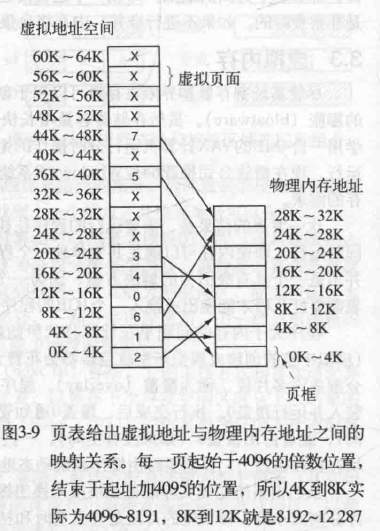 虚拟地址空间
60K～64K X
56K～60K X
虚拟页面
52K～56K X
48K～52K X
44K～48K 7
40K～44K X
36K～40K 5
32K～36K X
28K～32K X
24K～28K X
20K～24K 3
16K～20K 4
12K～16K 0
8K～12K 6
4K～8K 1
0K～4K 2
物理内存地址
28K～32K
24K～28K
20K～24K
16K～20K
12K～16K
8K～12K
4K～8K
0K～4K
页框
图3-9 页表给出虚拟地址与物理内存地址之间的
映射关系。每一页起始于4096的倍数位置，
结束于起址加4095的位置，所以4K到8K实
际为4096~8191，8K到12K就是8192~12 287